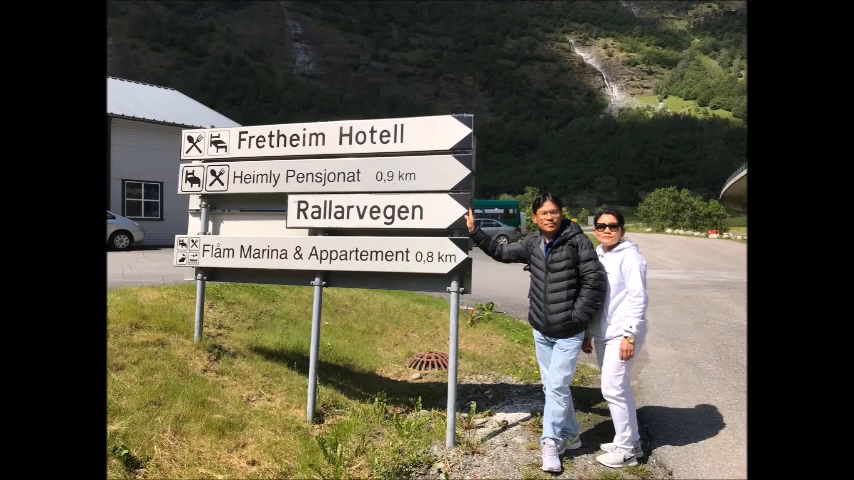 Fretheim Hotell
Heimly Pensjonat 0,9 km
Rallarvegen
Flåm Marina & Appartement 0,8 km